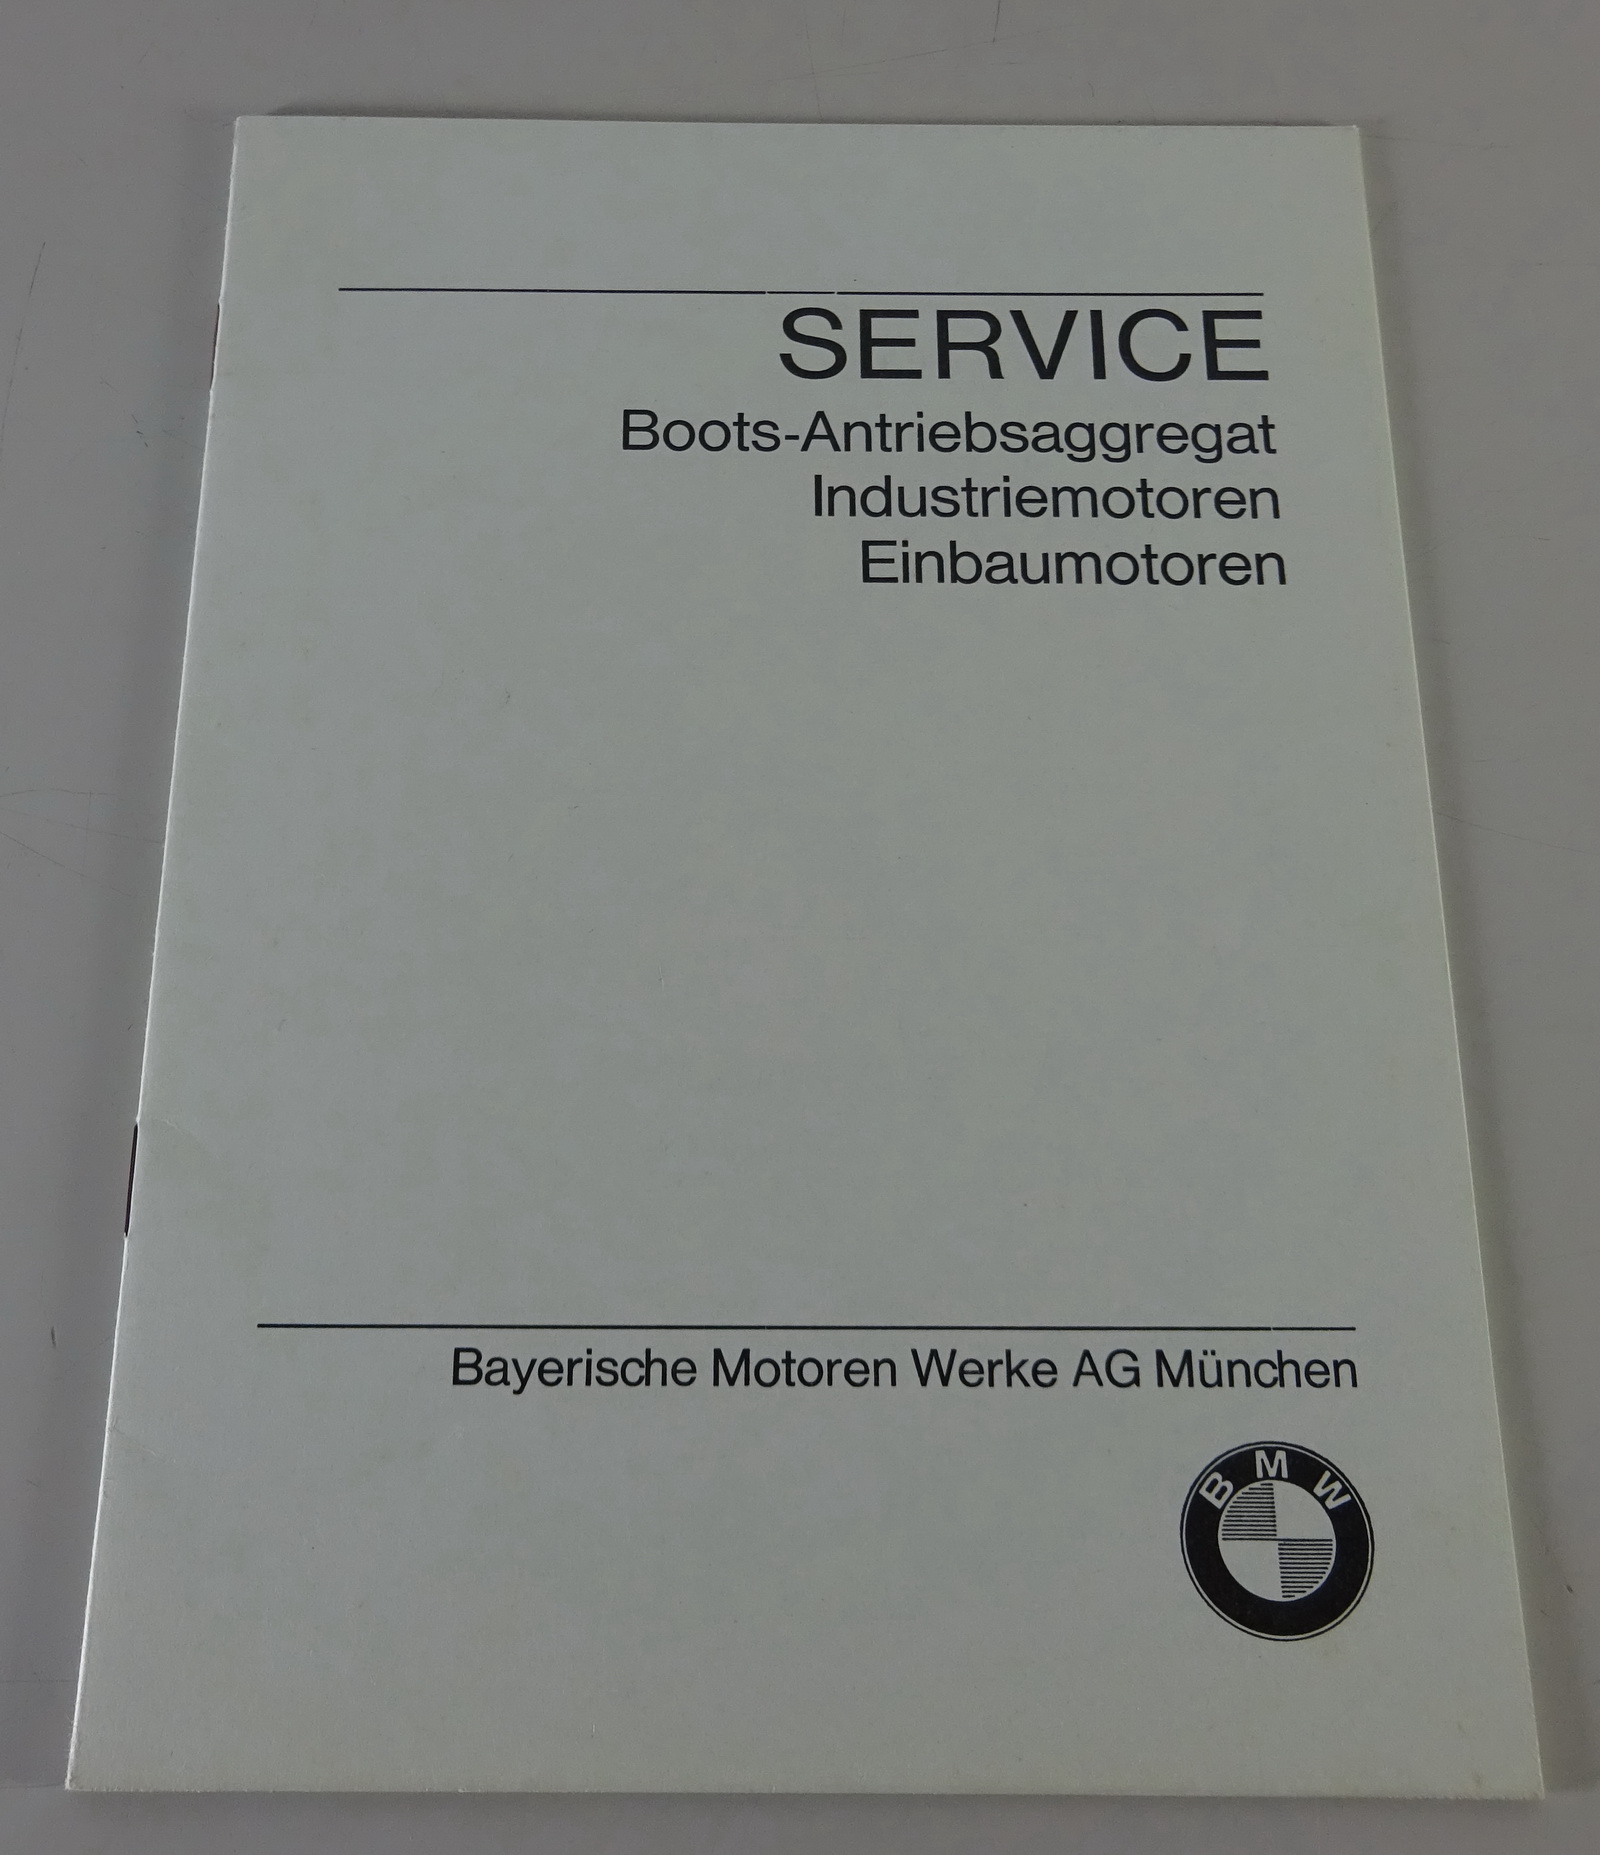 SERVICE
Boots-Antriebsaggregat
Industriemotoren
Einbaumotoren
Bayerische Motoren Werke AG München
BMW